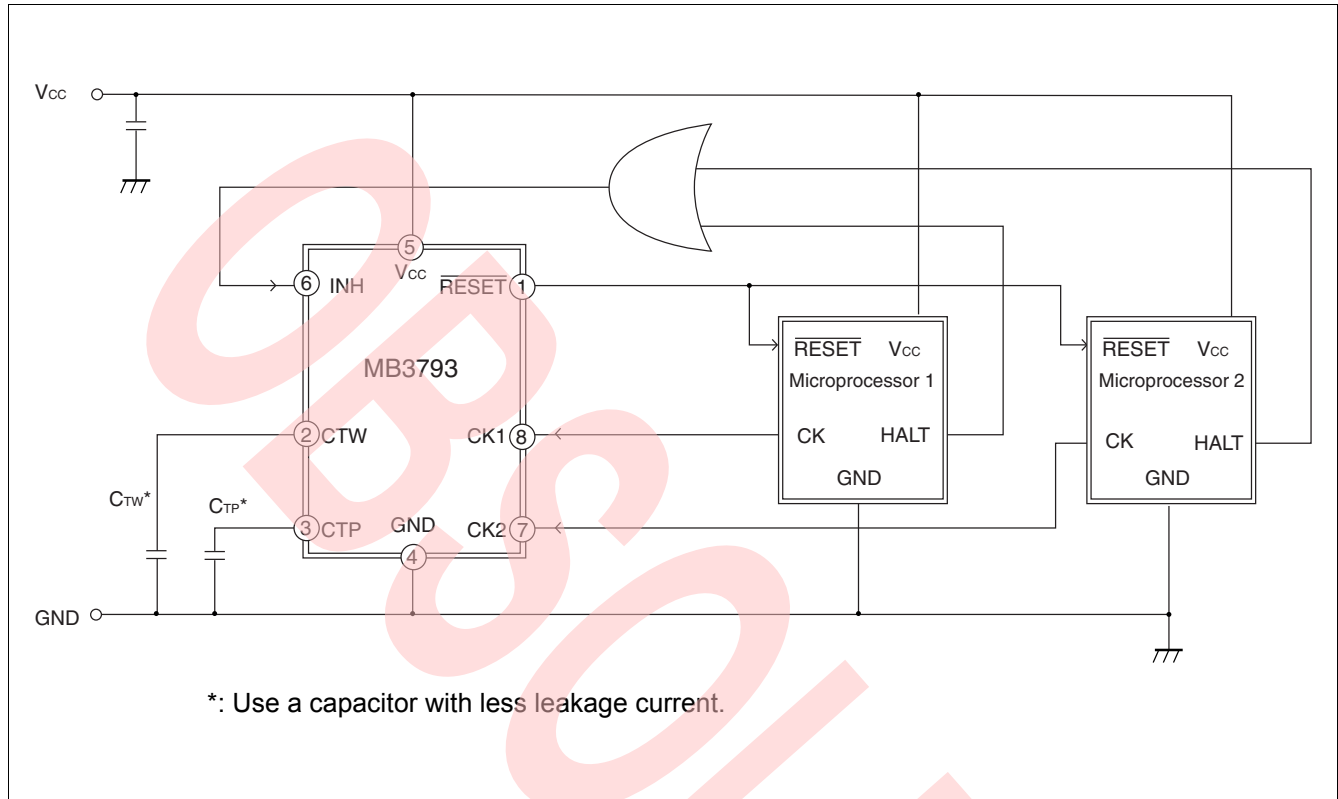 Vcc
5
Vcc
6 INH
RESET 1
MB3793
2 CTW
CK1 8
CTW*
CTP*
3 CTP
GND
CK2 7
4
GND
RESET Vcc
Microprocessor 1
CK HALT
GND
RESET Vcc
Microprocessor 2
CK HALT
GND
*: Use a capacitor with less leakage current.